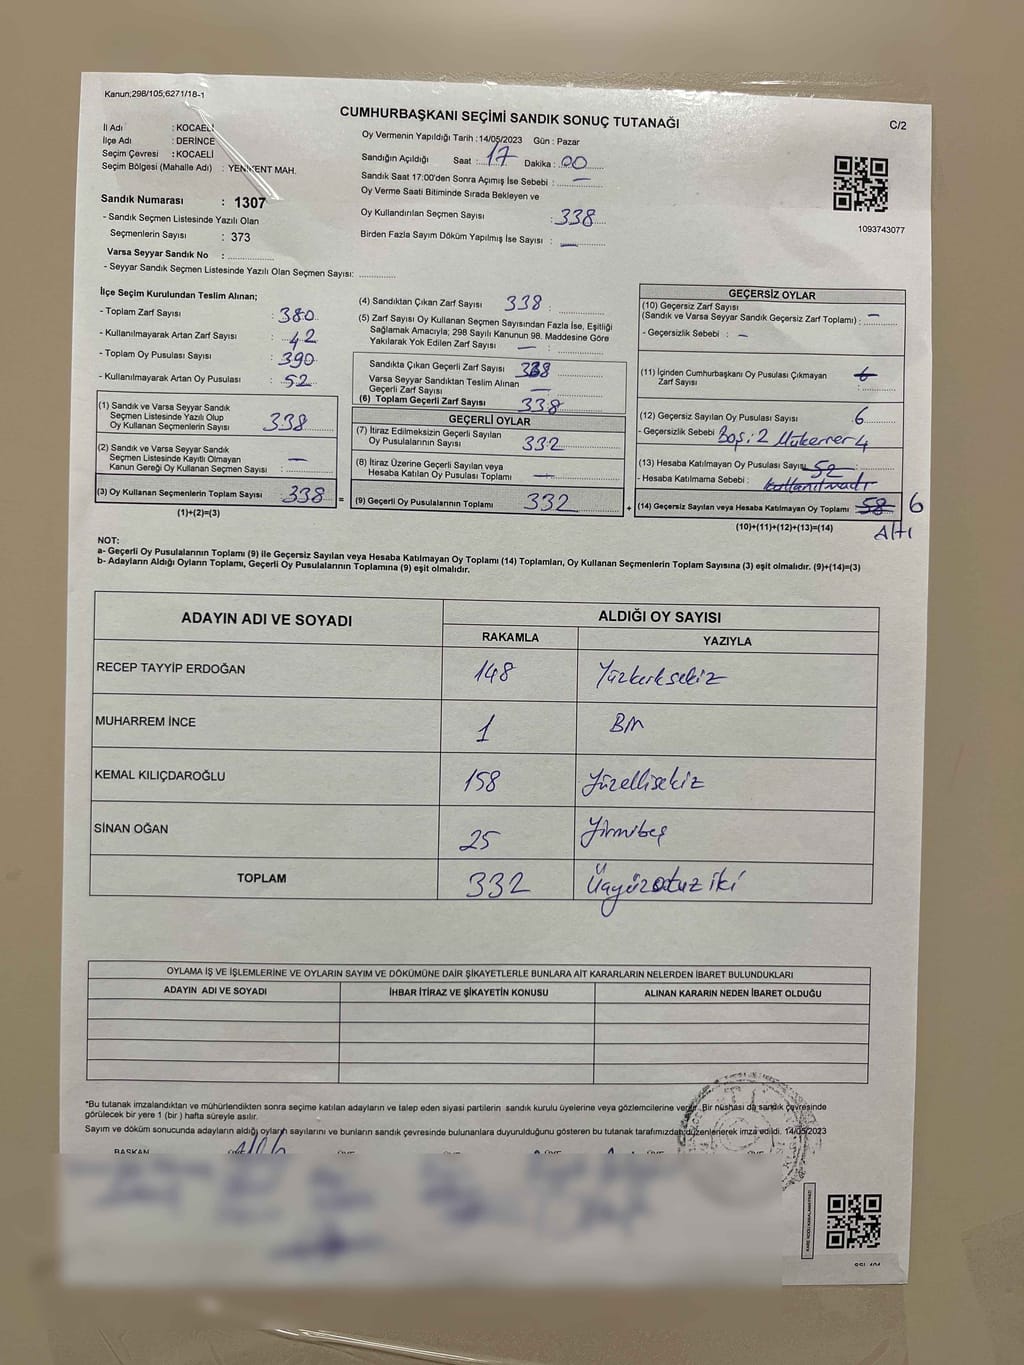 Kanun;298/105;6271/18-1
CUMHURBAŞKANI SEÇİMİ SANDIK SONUÇ TUTANAĞI
C/2
İl Adı : KOCAELİ
İlçe Adı : DERİNCE
Seçim Çevresi : KOCAELİ
Seçim Bölgesi (Mahalle Adı) : YENİKENT MAH.
Sandık Numarası : 1307
- Sandık Seçmen Listesinde Yazılı Olan
Seçmenlerin Sayısı : 373
Varsa Seyyar Sandık No :
- Seyyar Sandık Seçmen Listesinde Yazılı Olan Seçmen Sayısı:
Oy Vermenin Yapıldığı Tarih : 14/05/2023 Gün : Pazar
Sandığın Açıldığı Saat : 17 Dakika : 00
Sandık Saat 17:00'den Sonra Açımış İse Sebebi : —
Oy Verme Saati Bitiminde Sırada Bekleyen ve
Oy Kullandırılan Seçmen Sayısı : 338
Birden Fazla Sayım Döküm Yapılmış İse Sayısı : —
1093743077
İlçe Seçim Kurulundan Teslim Alınan;
- Toplam Zarf Sayısı : 380
- Kullanılmayarak Artan Zarf Sayısı : 42
- Toplam Oy Pusulası Sayısı : 390
- Kullanılmayarak Artan Oy Pusulası : 52
(1) Sandık ve Varsa Seyyar Sandık
Seçmen Listesinde Yazılı Olup
Oy Kullanan Seçmenlerin Sayısı : 338
(2) Sandık ve Varsa Seyyar Sandık
Seçmen Listesinde Kayıtlı Olmayan
Kanun Gereği Oy Kullanan Seçmen Sayısı : —
(3) Oy Kullanan Seçmenlerin Toplam Sayısı : 338 =
(1)+(2)=(3)
(4) Sandıktan Çıkan Zarf Sayısı 338 :
(5) Zarf Sayısı Oy Kullanan Seçmen Sayısından Fazla İse, Eşitliği
Sağlamak Amacıyla; 298 Sayılı Kanunun 98. Maddesine Göre
Yakılarak Yok Edilen Zarf Sayısı — :
Sandıkta Çıkan Geçerli Zarf Sayısı 338
Varsa Seyyar Sandıktan Teslim Alınan
Geçerli Zarf Sayısı —
(6) Toplam Geçerli Zarf Sayısı 338
GEÇERLİ OYLAR
(7) İtiraz Edilmeksizin Geçerli Sayılan
Oy Pusulalarının Sayısı : 332
(8) İtiraz Üzerine Geçerli Sayılan veya
Hesaba Katılan Oy Pusulası Toplamı : —
(9) Geçerli Oy Pusulalarının Toplamı 332 +
GEÇERSİZ OYLAR
(10) Geçersiz Zarf Sayısı
(Sandık ve Varsa Seyyar Sandık Geçersiz Zarf Toplamı) : —
- Geçersizlik Sebebi : —
(11) İçinden Cumhurbaşkanı Oy Pusulası Çıkmayan 6
Zarf Sayısı :
(12) Geçersiz Sayılan Oy Pusulası Sayısı : 6
- Geçersizlik Sebebi Boş: 2 Mükerrer 4
(13) Hesaba Katılmayan Oy Pusulası Sayısı 52
- Hesaba Katılmama Sebebi : kullanılmadı
(14) Geçersiz Sayılan veya Hesaba Katılmayan Oy Toplamı 58 6
Altı
(10)+(11)+(12)+(13)=(14)
NOT:
a- Geçerli Oy Pusulalarının Toplamı (9) ile Geçersiz Sayılan veya Hesaba Katılmayan Oy Toplamı (14) Toplamları, Oy Kullanan Seçmenlerin Toplam Sayısına (3) eşit olmalıdır. (9)+(14)=(3)
b- Adayların Aldığı Oyların Toplamı, Geçerli Oy Pusulalarının Toplamına (9) eşit olmalıdır.
ADAYIN ADI VE SOYADI ALDIĞI OY SAYISI
RAKAMLA YAZIYLA
RECEP TAYYİP ERDOĞAN 148 Yüzkırksekiz
MUHARREM İNCE 1 Bir
KEMAL KILIÇDAROĞLU 158 Yüzellisekiz
SİNAN OĞAN 25 Yirmibeş
TOPLAM 332 Üçyüzotuz iki
OYLAMA İŞ VE İŞLEMLERİNE VE OYLARIN SAYIM VE DÖKÜMÜNE DAİR ŞİKAYETLERLE BUNLARA AİT KARARLARIN NELERDEN İBARET BULUNDUKLARI
ADAYIN ADI VE SOYADI İHBAR İTİRAZ VE ŞİKAYETİN KONUSU ALINAN KARARIN NEDEN İBARET OLDUĞU
*Bu tutanak imzalandıktan ve mühürlendikten sonra seçime katılan adayların ve talep eden siyasi partilerin sandık kurulu üyelerine veya gözlemcilerine verilir. Bir nüshası da sandık çevresinde
görülecek bir yere 1 (bir ) hafta süreyle asılır.
Sayım ve döküm sonucunda adayların aldığı oyların sayılarını ve bunların sandık çevresinde bulunanlara duyurulduğunu gösteren bu tutanak tarafımızdan düzenlenerek imza edildi. 14/05/2023
BAŞKAN